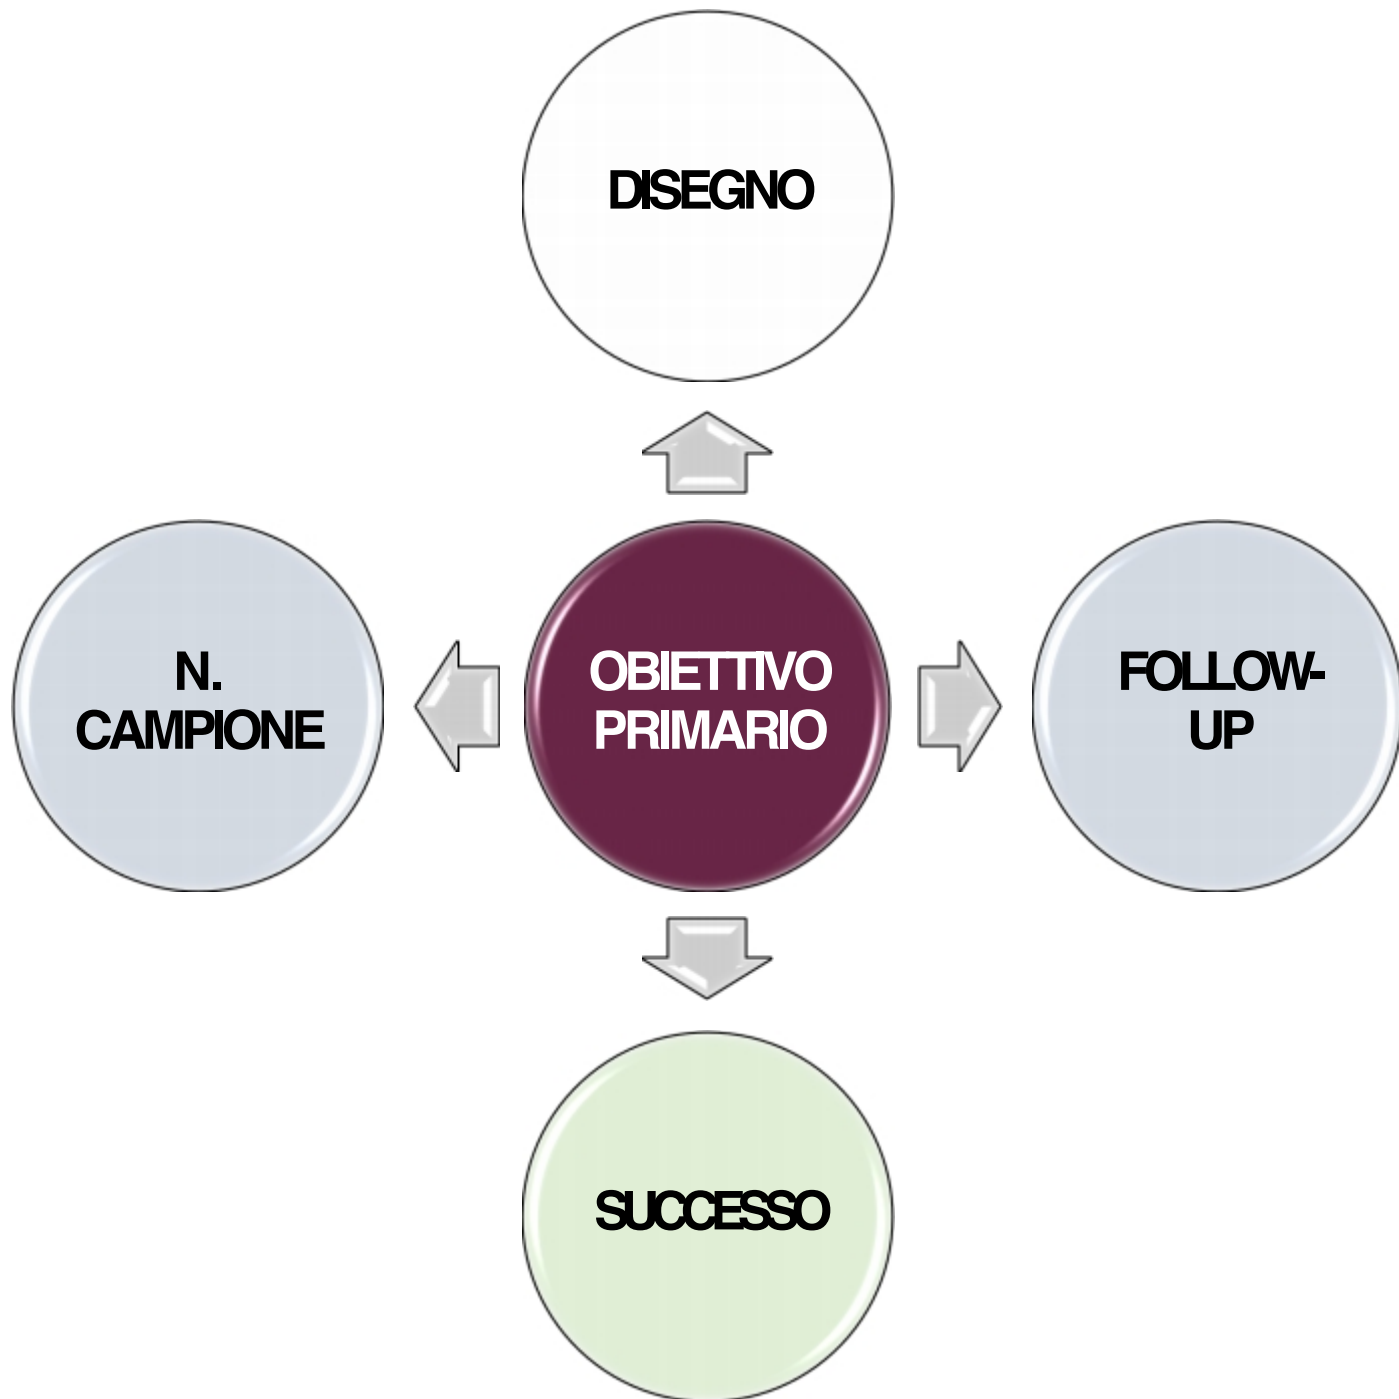 DISEGNO
N.
CAMPIONE
OBIETTIVO
PRIMARIO
FOLLOW-
UP
SUCCESSO